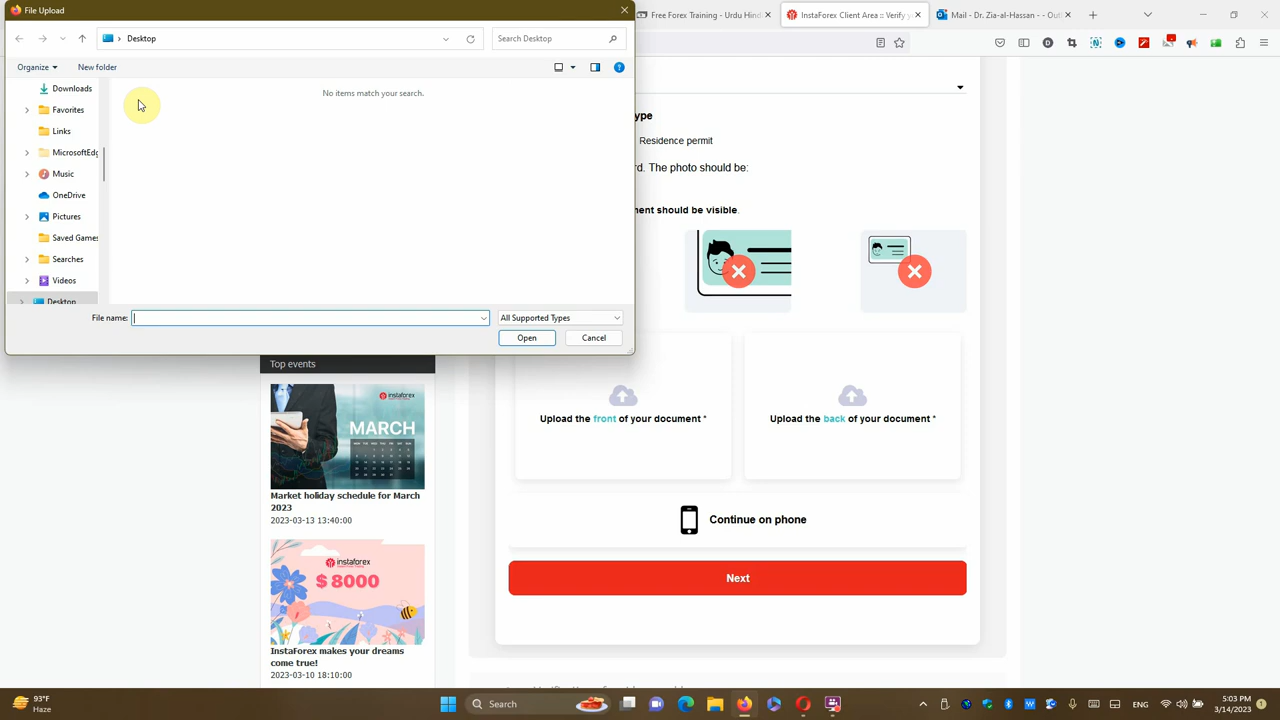 File Upload
Free Forex Training - Urdu Hind
InstaForex Client Area :: Verify y
Mail - Dr. Zia-al-Hassan - Outl
Desktop
Search Desktop
Organize
New folder
Downloads
Favorites
Links
MicrosoftEdg
Music
OneDrive
Pictures
Saved Games
Searches
Videos
Desktop
No items match your search.
File name:
All Supported Types
Open
Cancel
ype
Residence permit
rd. The photo should be:
ment should be visible.
Upload the front of your document *
Upload the back of your document *
Continue on phone
Next
Top events
instaforex
MARCH
Market holiday schedule for March
2023
2023-03-13 13:40:00
instaforex
$ 8000
InstaForex makes your dreams
come true!
2023-03-10 18:10:00
93°F
Haze
Search
ENG
5:03 PM
3/14/2023